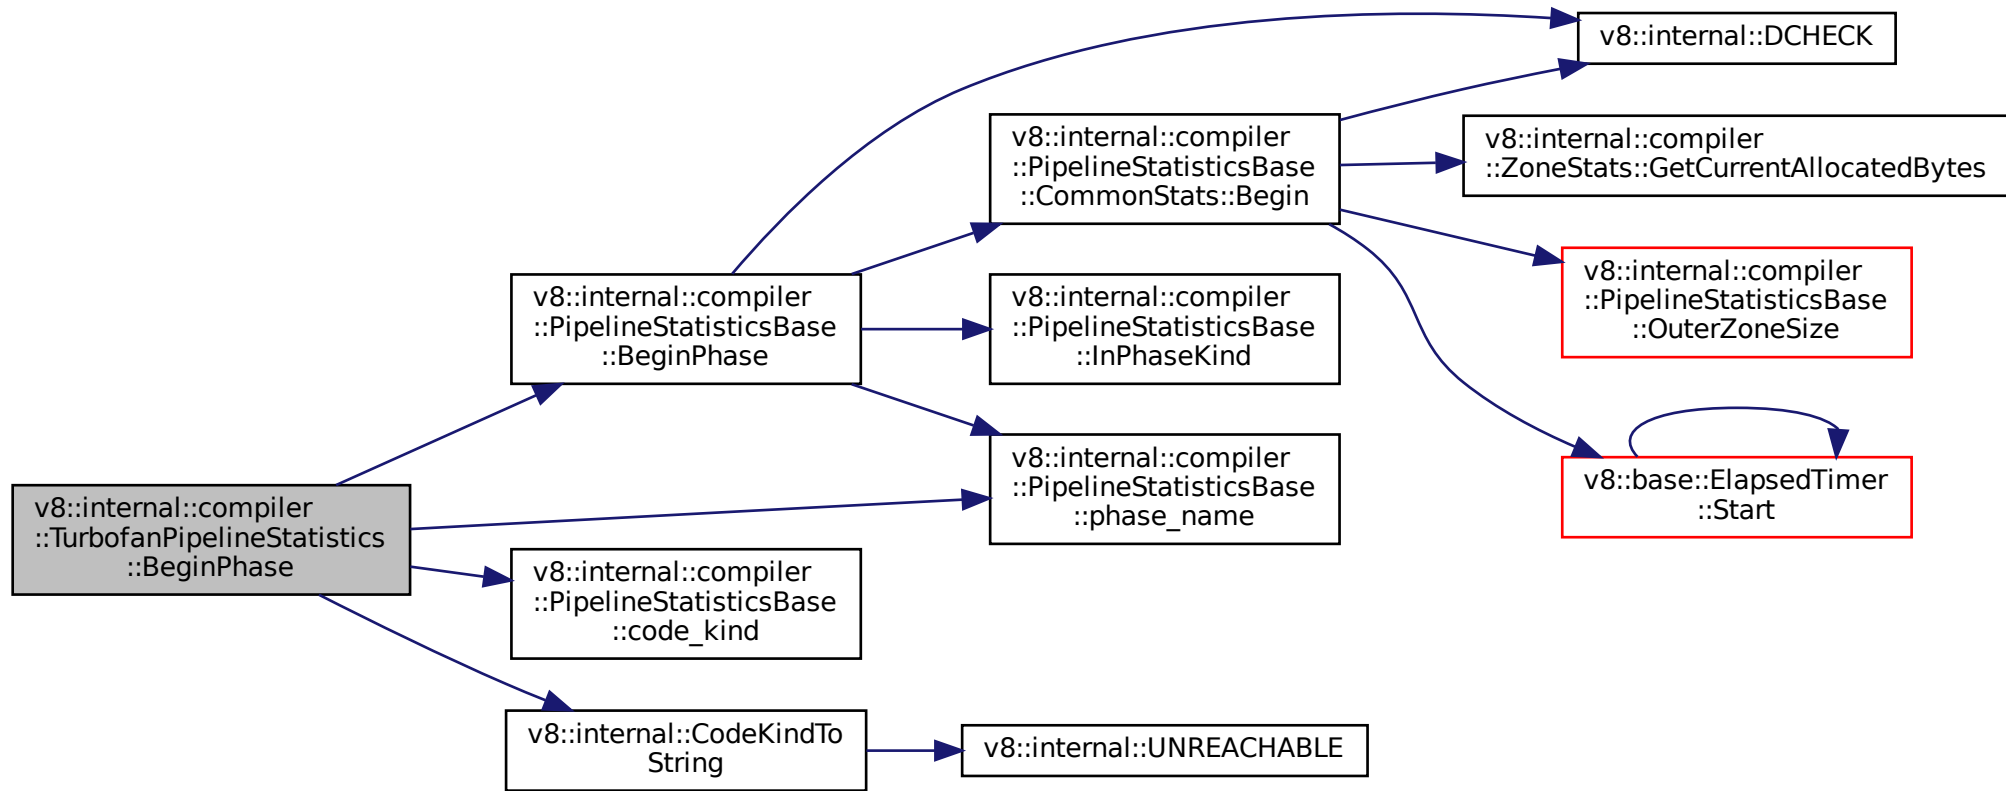 v8::internal::compiler
::TurbofanPipelineStatistics
::BeginPhase
v8::internal::compiler
::PipelineStatisticsBase
::BeginPhase
v8::internal::compiler
::PipelineStatisticsBase
::code_kind
v8::internal::CodeKindTo
String
v8::internal::compiler
::PipelineStatisticsBase
::CommonStats::Begin
v8::internal::compiler
::PipelineStatisticsBase
::InPhaseKind
v8::internal::compiler
::PipelineStatisticsBase
::phase_name
v8::internal::UNREACHABLE
v8::internal::DCHECK
v8::internal::compiler
::ZoneStats::GetCurrentAllocatedBytes
v8::internal::compiler
::PipelineStatisticsBase
::OuterZoneSize
v8::base::ElapsedTimer
::Start